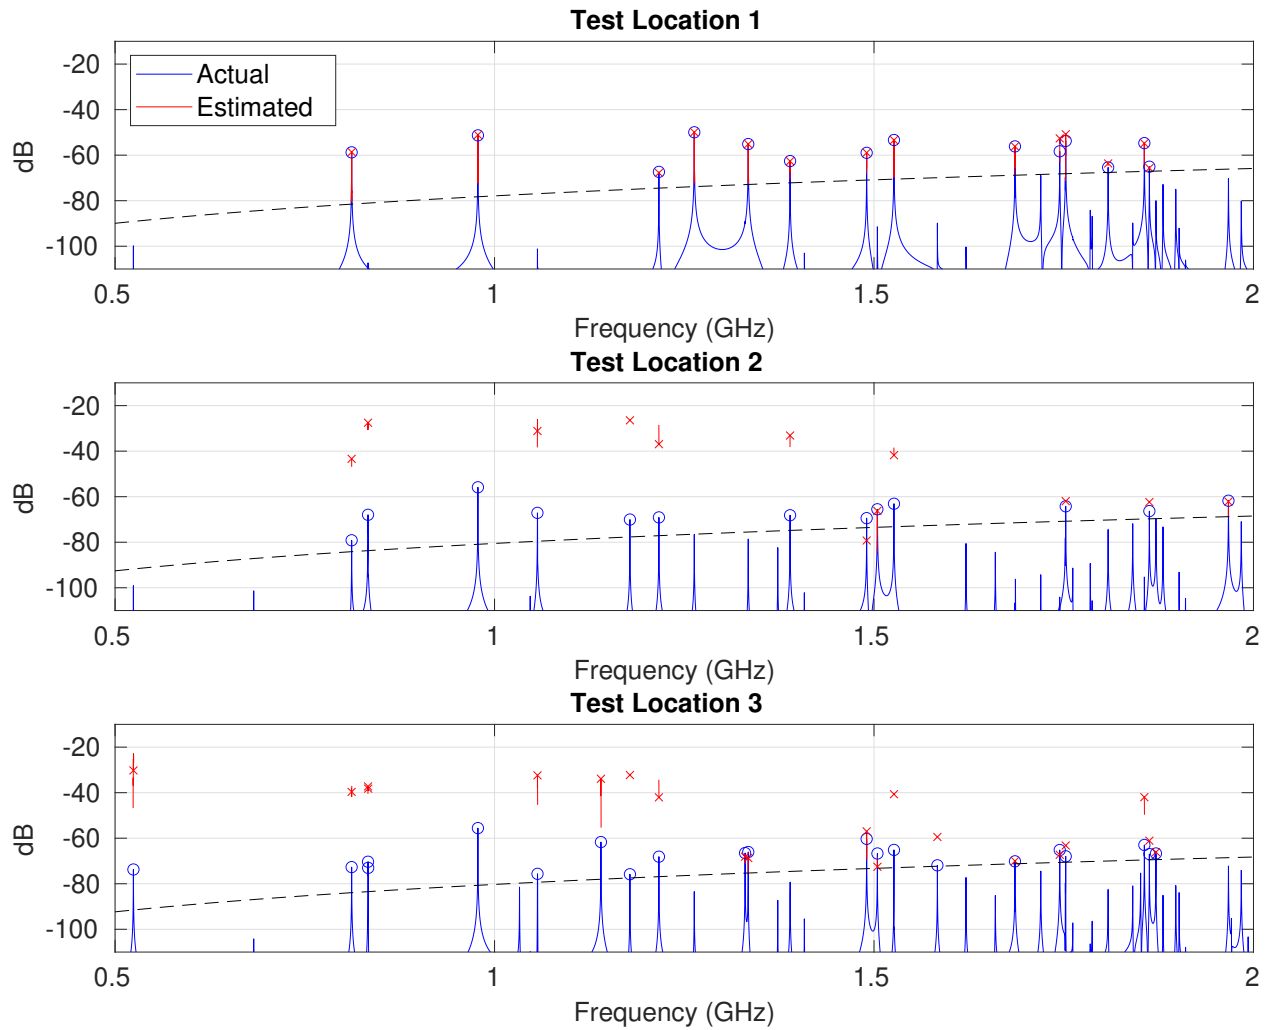 Test Location 1
Actual
Estimated
-20
-40
-60
-80
-100
dB
0.5
1
1.5
2
Frequency (GHz)
Test Location 2
-20
-40
-60
-80
-100
dB
0.5
1
1.5
2
Frequency (GHz)
Test Location 3
-20
-40
-60
-80
-100
dB
0.5
1
1.5
2
Frequency (GHz)